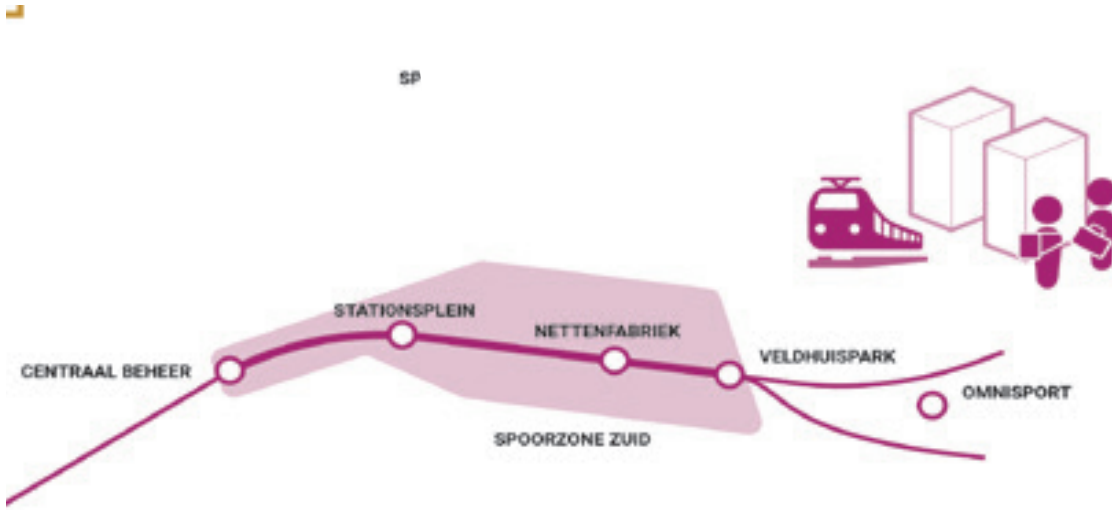 SP
STATIONSPLEIN
NETTENFABRIEK
CENTRAAL BEHEER
VELDHUISPARK
OMNISPORT
SPOORZONE ZUID